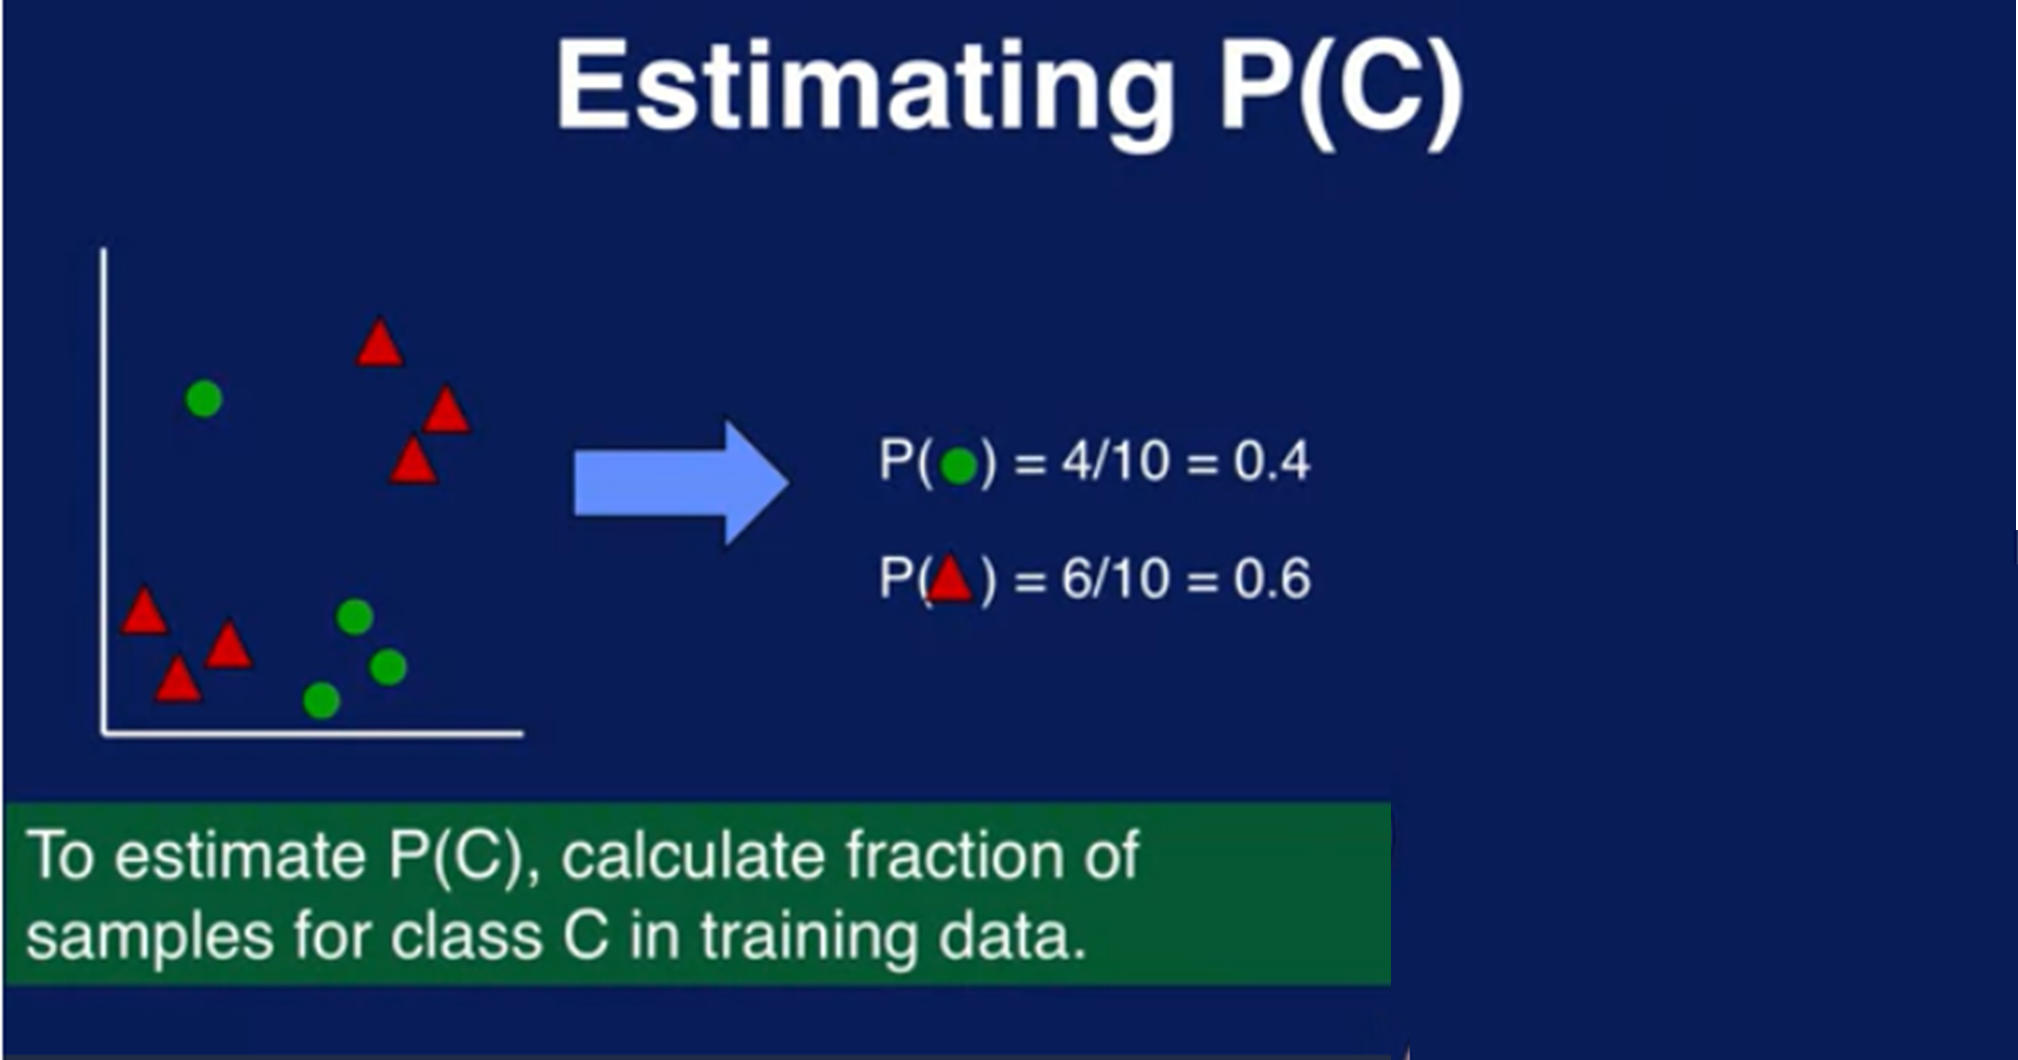 Estimating P(C)
P(●) = 4/10 = 0.4
P(▲) = 6/10 = 0.6
To estimate P(C), calculate fraction of
samples for class C in training data.